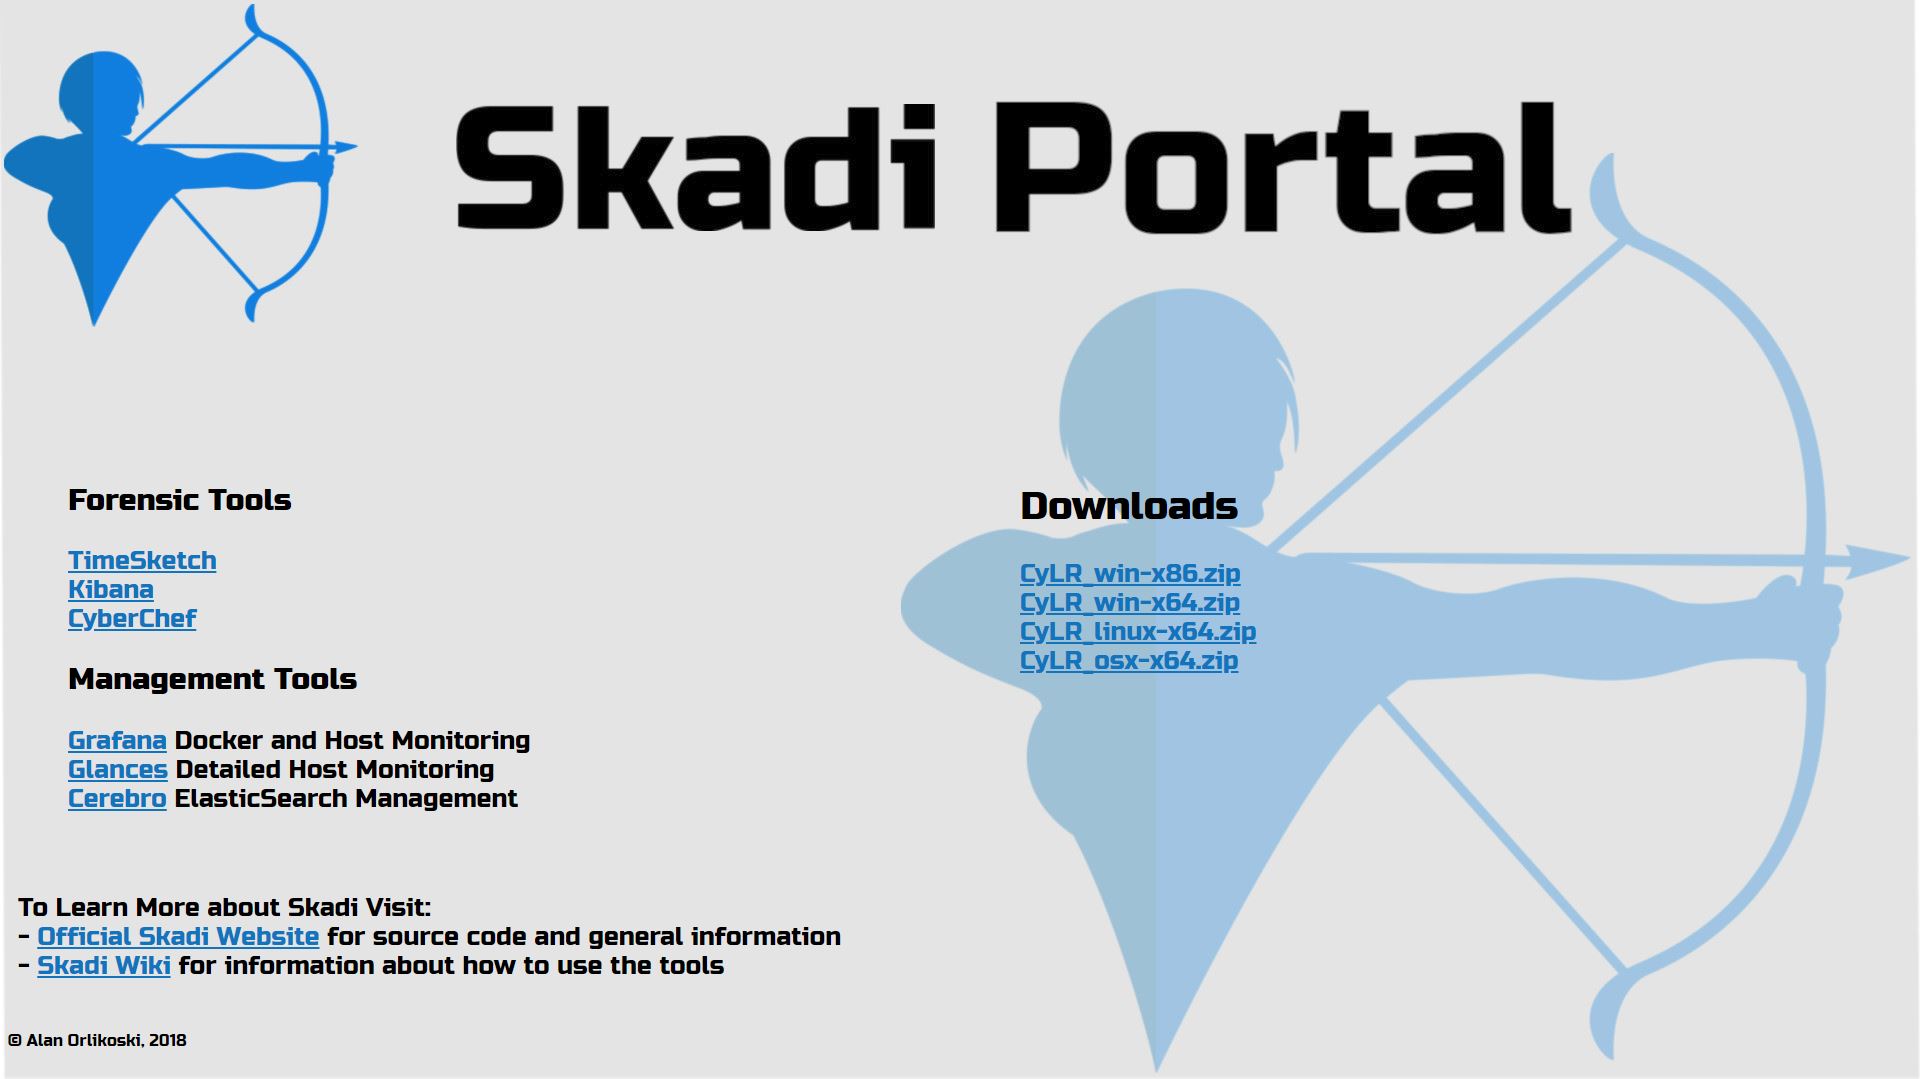 Skadi Portal
Forensic Tools
TimeSketch
Kibana
CyberChef
Management Tools
Grafana Docker and Host Monitoring
Glances Detailed Host Monitoring
Cerebro ElasticSearch Management
Downloads
CyLR_win-x86.zip
CyLR_win-x64.zip
CyLR_linux-x64.zip
CyLR_osx-x64.zip
To Learn More about Skadi Visit:
- Official Skadi Website for source code and general information
- Skadi Wiki for information about how to use the tools
© Alan Orlikoski, 2018